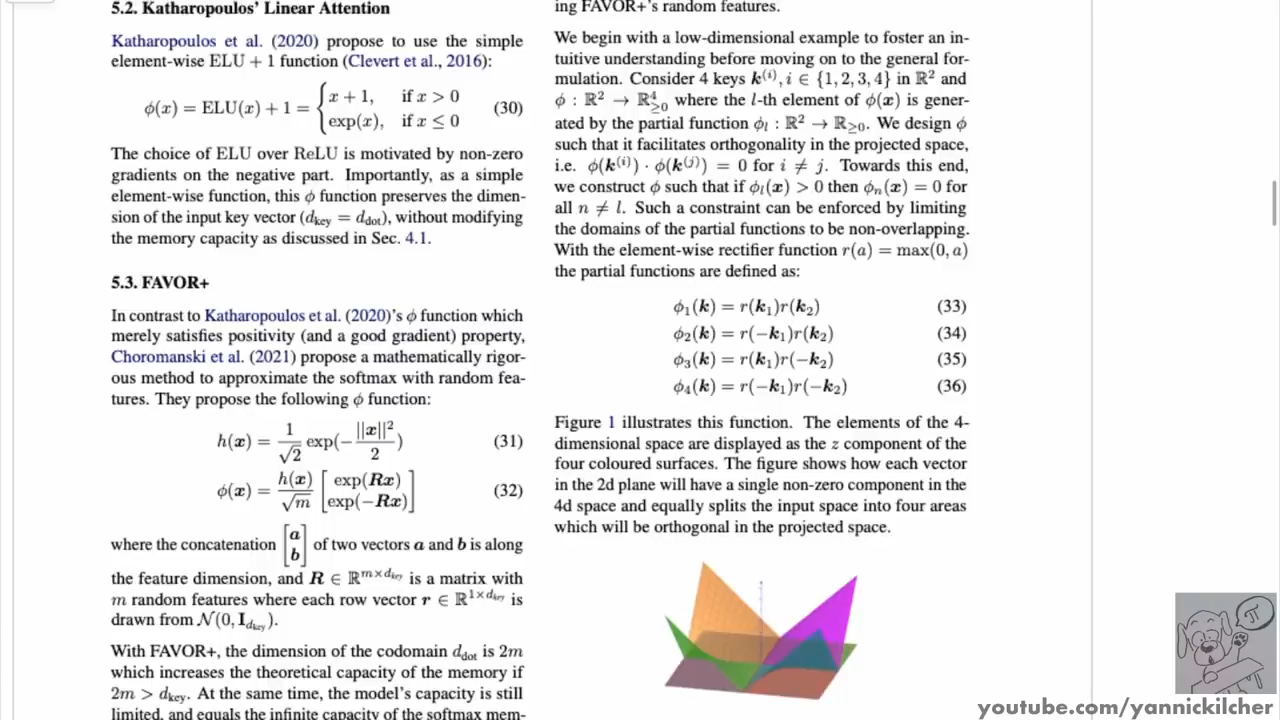 5.2. Katharopoulos' Linear Attention
Katharopoulos et al. (2020) propose to use the simple
element-wise ELU + 1 function (Clevert et al., 2016):
ϕ(x) = ELU(x) + 1 = { x + 1, if x > 0
exp(x), if x ≤ 0 (30)
The choice of ELU over ReLU is motivated by non-zero
gradients on the negative part. Importantly, as a simple
element-wise function, this ϕ function preserves the dimen-
sion of the input key vector (d_key = d_dot), without modifying
the memory capacity as discussed in Sec. 4.1.
5.3. FAVOR+
In contrast to Katharopoulos et al. (2020)'s ϕ function which
merely satisfies positivity (and a good gradient) property,
Choromanski et al. (2021) propose a mathematically rigor-
ous method to approximate the softmax with random fea-
tures. They propose the following ϕ function:
h(x) = 1/√2 exp(−||x||²/2) (31)
ϕ(x) = h(x)/√m [exp(Rx)
exp(−Rx)] (32)
where the concatenation [a
b] of two vectors a and b is along
the feature dimension, and R ∈ ℝ^{m×d_key} is a matrix with
m random features where each row vector r ∈ ℝ^{1×d_key} is
drawn from N(0, I_{d_key}).
With FAVOR+, the dimension of the codomain d_dot is 2m
which increases the theoretical capacity of the memory if
2m > d_key. At the same time, the model's capacity is still
limited, and equals the infinite capacity of the softmax mem-
ing FAVOR+'s random features.
We begin with a low-dimensional example to foster an in-
tuitive understanding before moving on to the general for-
mulation. Consider 4 keys k^(i), i ∈ {1, 2, 3, 4} in ℝ² and
ϕ : ℝ² → ℝ⁴_≥0 where the l-th element of ϕ(x) is gener-
ated by the partial function ϕ_l : ℝ² → ℝ_≥0. We design ϕ
such that it facilitates orthogonality in the projected space,
i.e. ϕ(k^(i)) · ϕ(k^(j)) = 0 for i ≠ j. Towards this end,
we construct ϕ such that if ϕ_l(x) > 0 then ϕ_n(x) = 0 for
all n ≠ l. Such a constraint can be enforced by limiting
the domains of the partial functions to be non-overlapping.
With the element-wise rectifier function r(a) = max(0, a)
the partial functions are defined as:
ϕ₁(k) = r(k₁)r(k₂) (33)
ϕ₂(k) = r(−k₁)r(k₂) (34)
ϕ₃(k) = r(k₁)r(−k₂) (35)
ϕ₄(k) = r(−k₁)r(−k₂) (36)
Figure 1 illustrates this function. The elements of the 4-
dimensional space are displayed as the z component of the
four coloured surfaces. The figure shows how each vector
in the 2d plane will have a single non-zero component in the
4d space and equally splits the input space into four areas
which will be orthogonal in the projected space.
π
youtube.com/yannickilcher